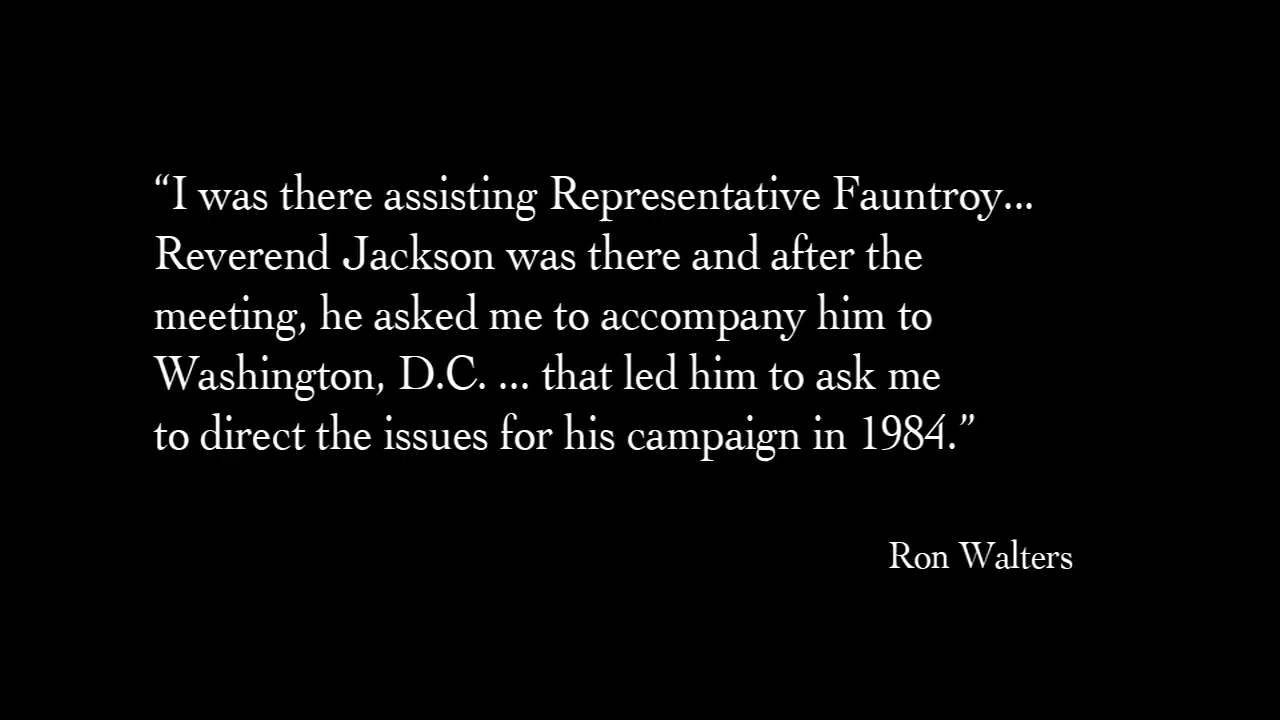 “I was there assisting Representative Fauntroy...
Reverend Jackson was there and after the
meeting, he asked me to accompany him to
Washington, D.C. ... that led him to ask me
to direct the issues for his campaign in 1984.”
Ron Walters